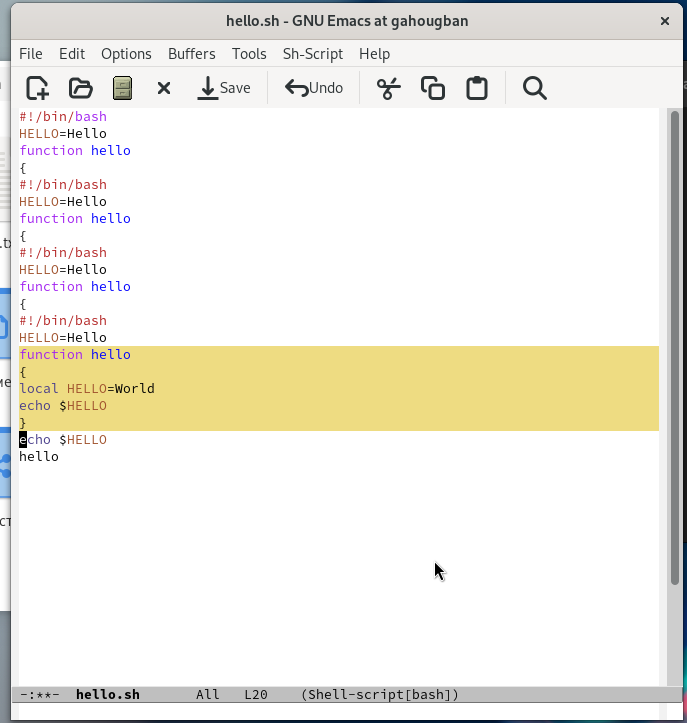 hello.sh - GNU Emacs at gahougban
File Edit Options Buffers Tools Sh-Script Help
Save Undo
#!/bin/bash
HELLO=Hello
function hello
{
#!/bin/bash
HELLO=Hello
function hello
{
#!/bin/bash
HELLO=Hello
function hello
{
#!/bin/bash
HELLO=Hello
function hello
{
local HELLO=World
echo $HELLO
}
echo $HELLO
hello
-:**- hello.sh All L20 (Shell-script[bash])